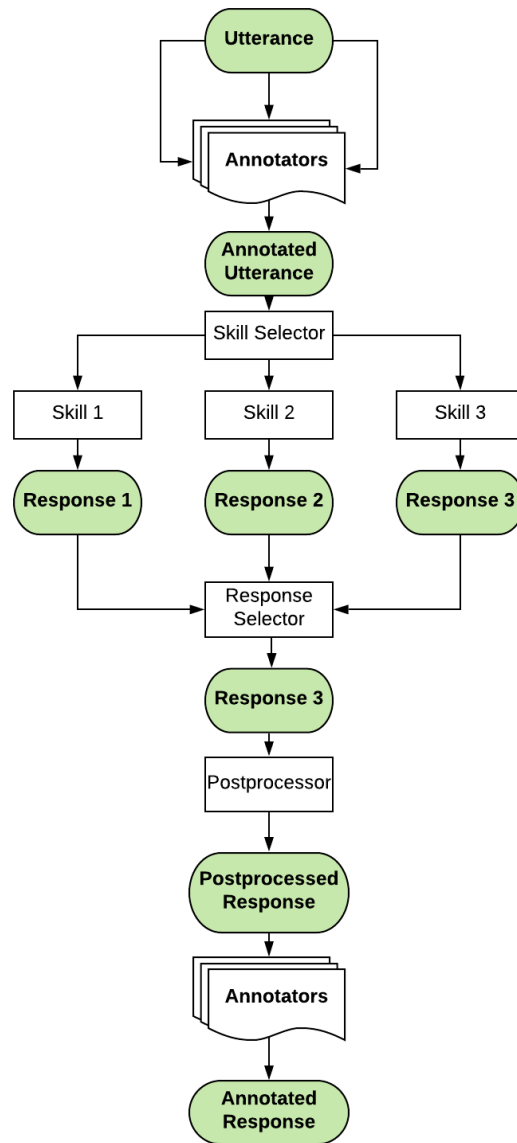 Utterance
Annotators
Annotated
Utterance
Skill Selector
Skill 1
Skill 2
Skill 3
Response 1
Response 2
Response 3
Response
Selector
Response 3
Postprocessor
Postprocessed
Response
Annotators
Annotated
Response